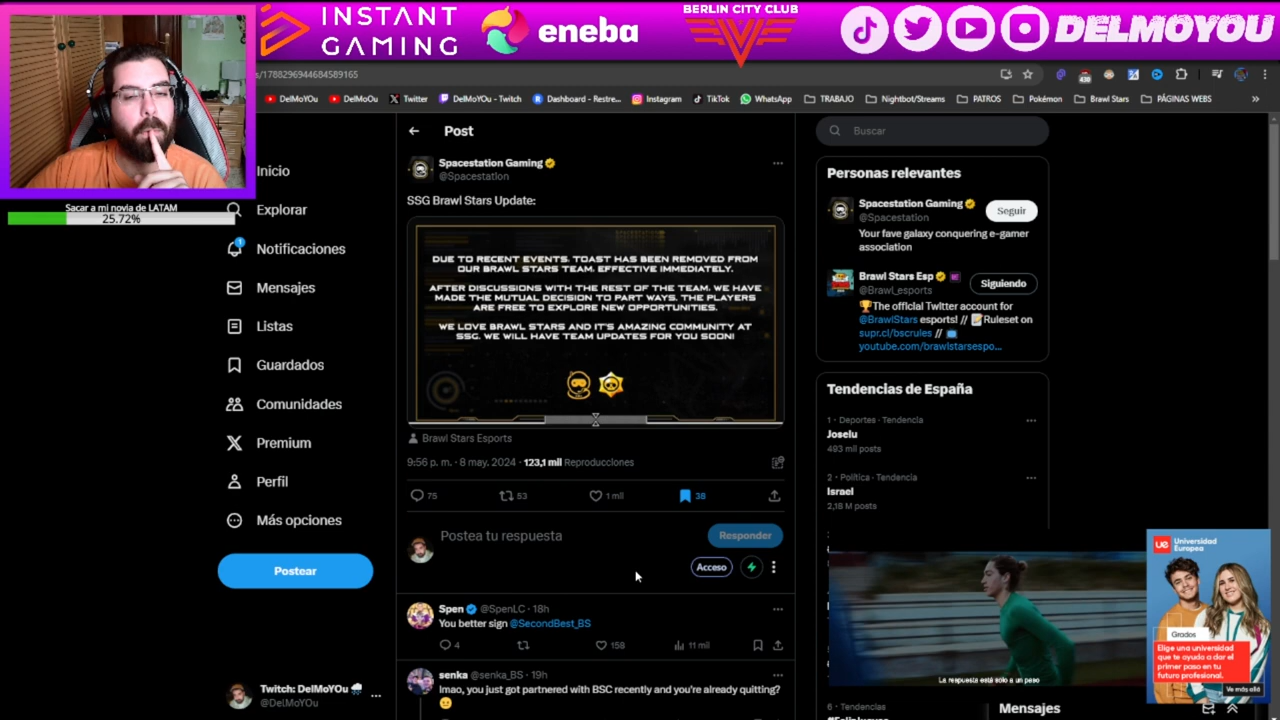 INSTANT
GAMING
eneba
BERLIN CITY CLUB
DELMOYOU
s/1788296944684589165
DelMoYOu
DelMoOu
Twitter
DelMoYOU - Twitch
Dashboard - Restre...
Instagram
TikTok
WhatsApp
TRABAJO
Nightbot/Streams
PATROS
Pokémon
Brawl Stars
PÁGINAS WEBS
Sacar a mi novia de LATAM
25.72%
Inicio
Explorar
Notificaciones
Mensajes
Listas
Guardados
Comunidades
Premium
Perfil
Más opciones
Postear
Twitch: DelMoYOu
@DelMoYOu
Post
Spacestation Gaming
@Spacestation
SSG Brawl Stars Update:
DUE TO RECENT EVENTS, TOAST HAS BEEN REMOVED FROM
OUR BRAWL STARS TEAM, EFFECTIVE IMMEDIATELY.
AFTER DISCUSSIONS WITH THE REST OF THE TEAM, WE HAVE
MADE THE MUTUAL DECISION TO PART WAYS. THE PLAYERS
ARE FREE TO EXPLORE NEW OPPORTUNITIES.
WE LOVE BRAWL STARS AND IT'S AMAZING COMMUNITY AT
SSG. WE WILL HAVE TEAM UPDATES FOR YOU SOON!
Brawl Stars Esports
9:56 p. m. · 8 may. 2024 · 123,1 mil Reproducciones
75
53
1 mil
38
Postea tu respuesta
Responder
Acceso
Spen @SpenLC · 18h
You better sign @SecondBest_BS
4
158
11 mil
senka @senka_BS · 19h
lmao, you just got partnered with BSC recently and you're already quitting?
Buscar
Personas relevantes
Spacestation Gaming
@Spacestation
Seguir
Your fave galaxy conquering e-gamer
association
Brawl Stars Esp
@Brawl_esports
Siguiendo
The official Twitter account for
@BrawlStars esports! // Ruleset on
supr.cl/bscrules //
youtube.com/brawlstarsespo...
Tendencias de España
1 · Deportes · Tendencia
Joselu
493 mil posts
2 · Política · Tendencia
Israel
2,18 M posts
La respuesta está solo a un paso
6 · Tendencias
Mensajes
ue Universidad
Europea
Grados
Elige una universidad
que te ayuda a dar el
primer paso en tu
futuro profesional.
Ve más allá